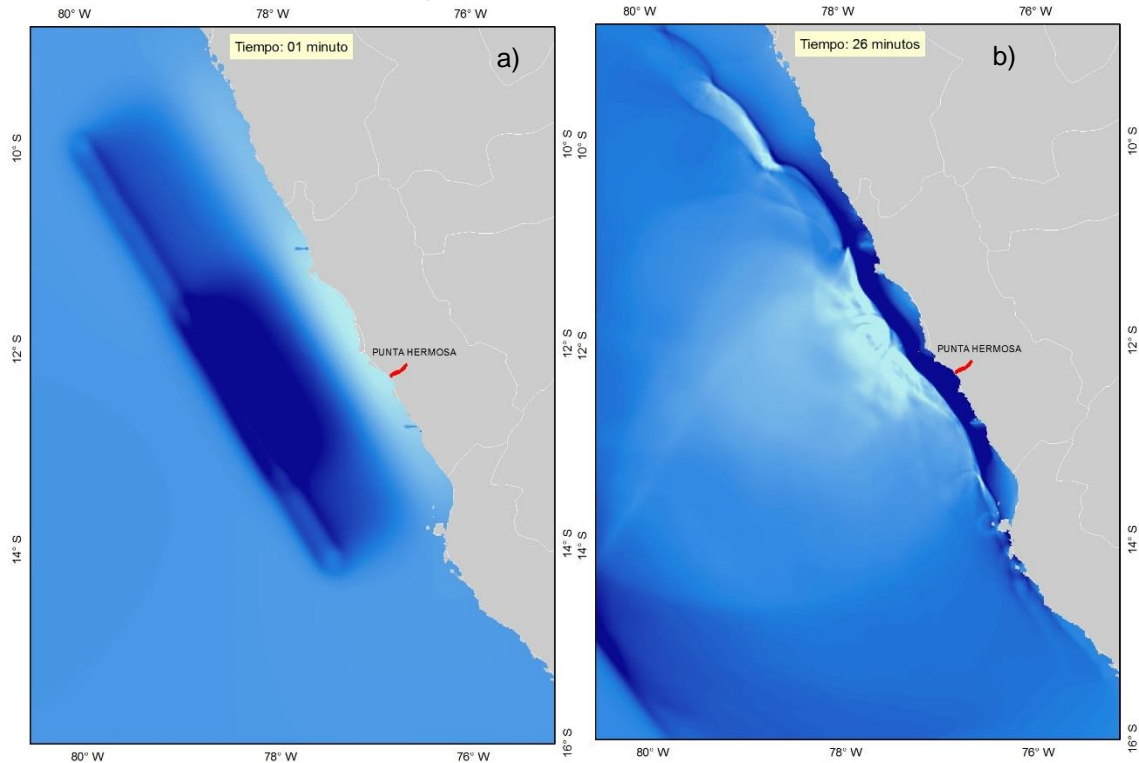 80° W 78° W 76° W
80° W 78° W 76° W
Tiempo: 01 minuto
a)
Tiempo: 26 minutos
b)
10° S
10° S
10° S
10° S
12° S
12° S
12° S
12° S
PUNTA HERMOSA
PUNTA HERMOSA
14° S
14° S
14° S
14° S
16° S
16° S
80° W 78° W 76° W
80° W 78° W 76° W